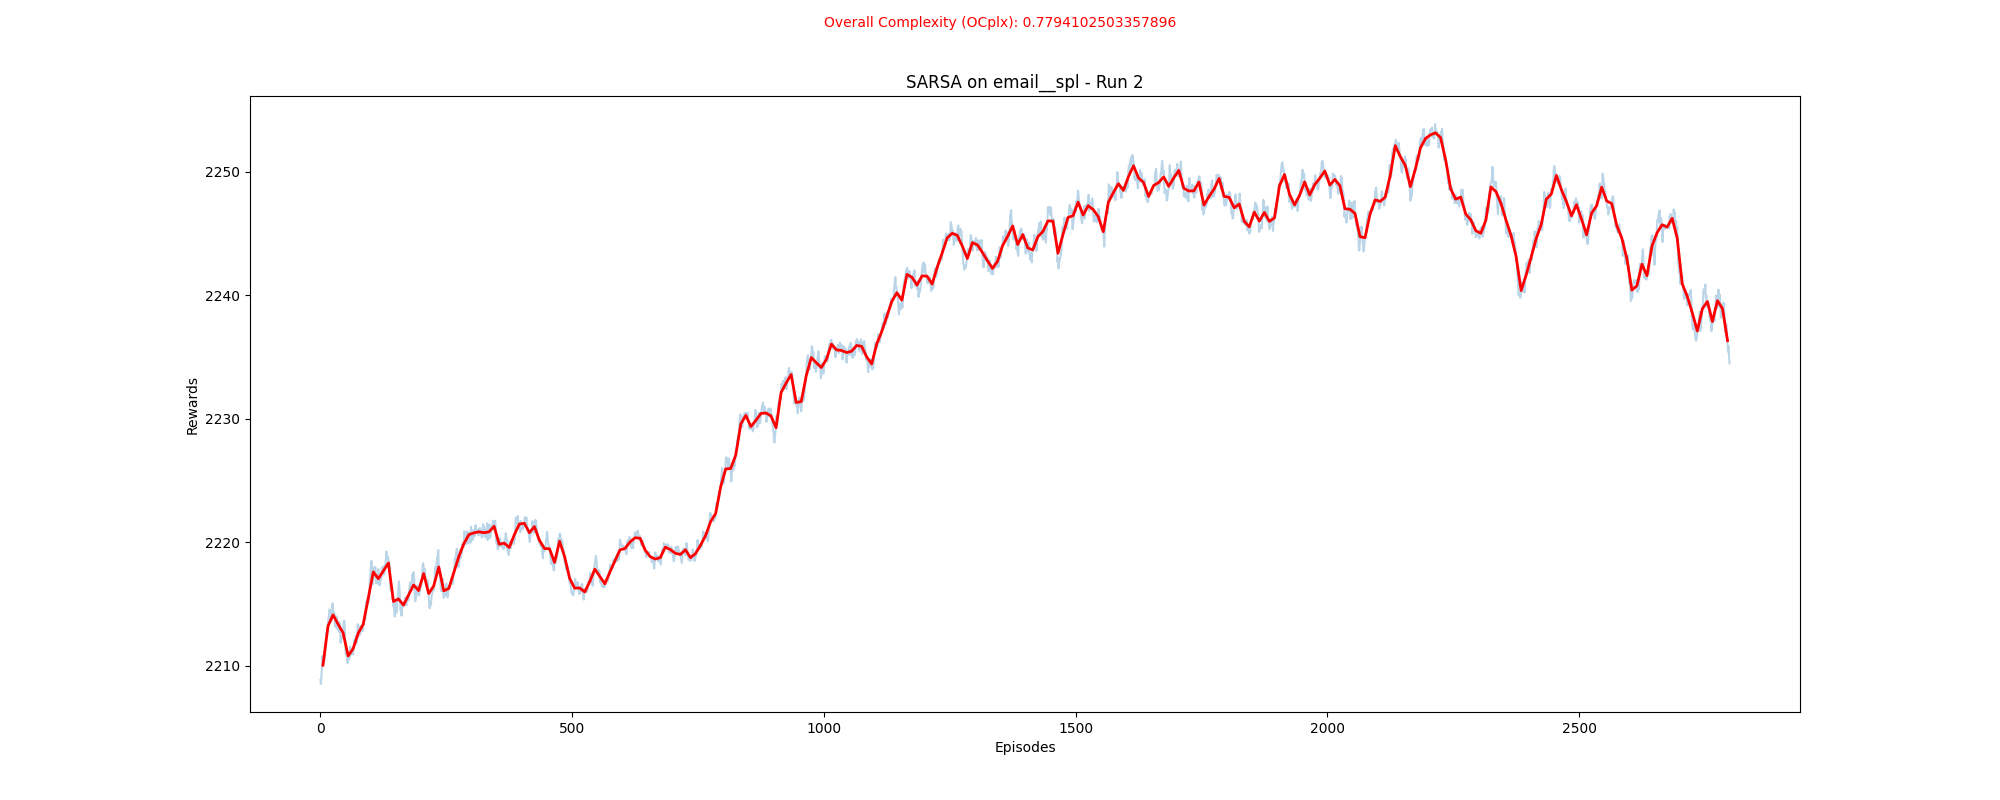 Overall Complexity (OCplx): 0.7794102503357896
SARSA on email__spl - Run 2
2250
2240
2230
2220
2210
Rewards
0 500 1000 1500 2000 2500
Episodes